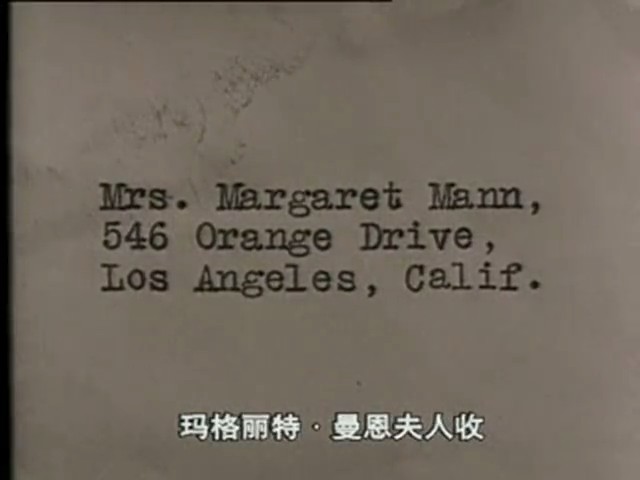 Mrs. Margaret Mann,
546 Orange Drive,
Los Angeles, Calif.
玛格丽特·曼恩夫人收